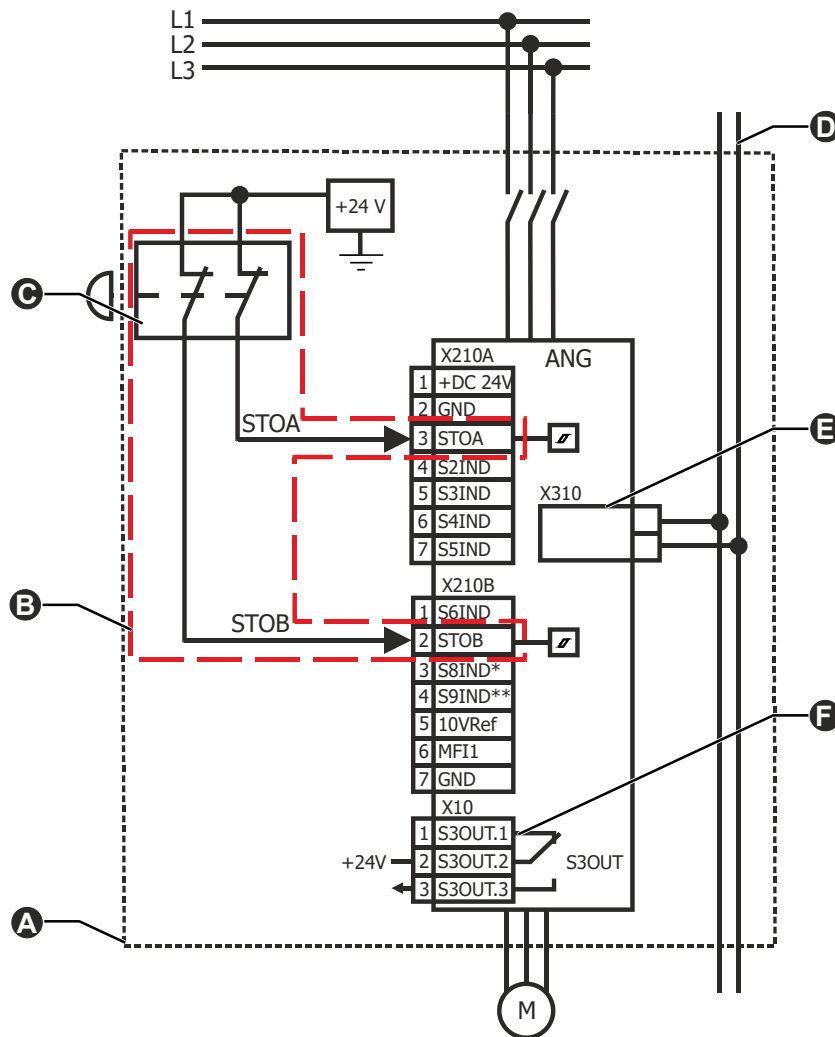 L1
L2
L3
D
+24 V
C
X210A
ANG
1 +DC 24V
2 GND
STOA
3 STOA
E
4 S2IND
5 S3IND
X310
6 S4IND
7 S5IND
X210B
B
1 S6IND
STOB
2 STOB
3 S8IND*
4 S9IND**
F
5 10VRef
6 MFI1
7 GND
X10
1 S3OUT.1
+24V
2 S3OUT.2
S3OUT
3 S3OUT.3
A
M